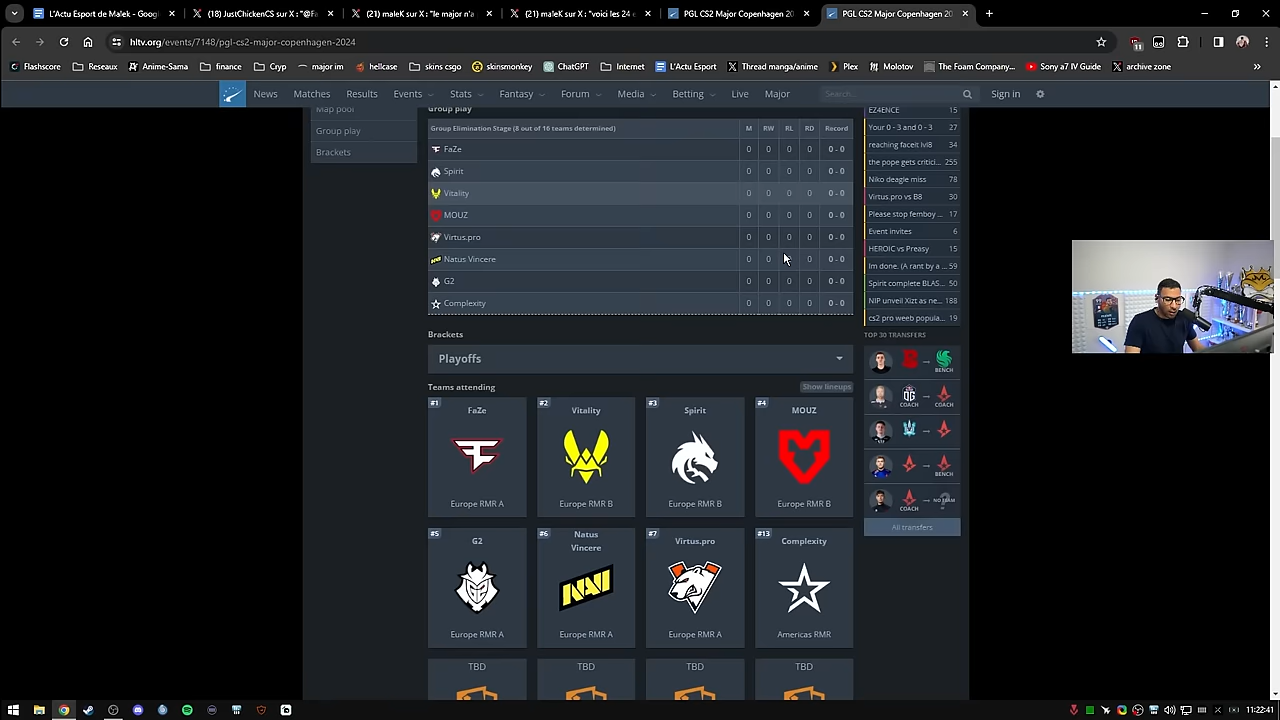 L'Actu Esport de Malek - Googl
(18) JustChickenCS sur X : "@Fa
(21) maleK sur X : "le major n'a
(21) maleK sur X : "voici les 24 e
PGL CS2 Major Copenhagen 20
PGL CS2 Major Copenhagen 20
hltv.org/events/7148/pgl-cs2-major-copenhagen-2024
11
Flashscore
Reseaux
Anime-Sama
finance
Cryp
major im
hellcase
skins csgo
skinsmonkey
ChatGPT
Internet
L'Actu Esport
Thread manga/anime
Plex
Molotov
The Foam Company...
Sony a7 IV Guide
archive zone
News
Matches
Results
Events
Stats
Fantasy
Forum
Media
Betting
Live
Major
Search...
Sign in
Map pool
Group play
Brackets
Group play
Group Elimination Stage (8 out of 16 teams determined) M RW RL RD Record
FaZe 0 0 0 0 0 - 0
Spirit 0 0 0 0 0 - 0
Vitality 0 0 0 0 0 - 0
MOUZ 0 0 0 0 0 - 0
Virtus.pro 0 0 0 0 0 - 0
Natus Vincere 0 0 0 0 0 - 0
G2 0 0 0 0 0 - 0
Complexity 0 0 0 0 0 - 0
Brackets
Playoffs
Teams attending
Show lineups
#1
FaZe
Europe RMR A
#2
Vitality
Europe RMR B
#3
Spirit
Europe RMR B
#4
MOUZ
Europe RMR B
#5
G2
Europe RMR A
#6
Natus
Vincere
NAVI
Europe RMR A
#7
Virtus.pro
Europe RMR A
#13
Complexity
Americas RMR
TBD
TBD
TBD
TBD
EZ4ENCE 15
Your 0 - 3 and 0 - 3 27
reaching faceit lvl8 34
the pope gets critici... 255
Niko deagle miss 78
Virtus.pro vs B8 30
Please stop femboy ... 17
Event invites 6
HEROIC vs Preasy 15
Im done. (A rant by a ... 59
Spirit complete BLAS... 50
NIP unveil Xizt as ne... 188
cs2 pro weeb popula... 19
TOP 30 TRANSFERS
BENCH
OG
COACH
COACH
BENCH
COACH
NO TEAM
All transfers
11:22:41